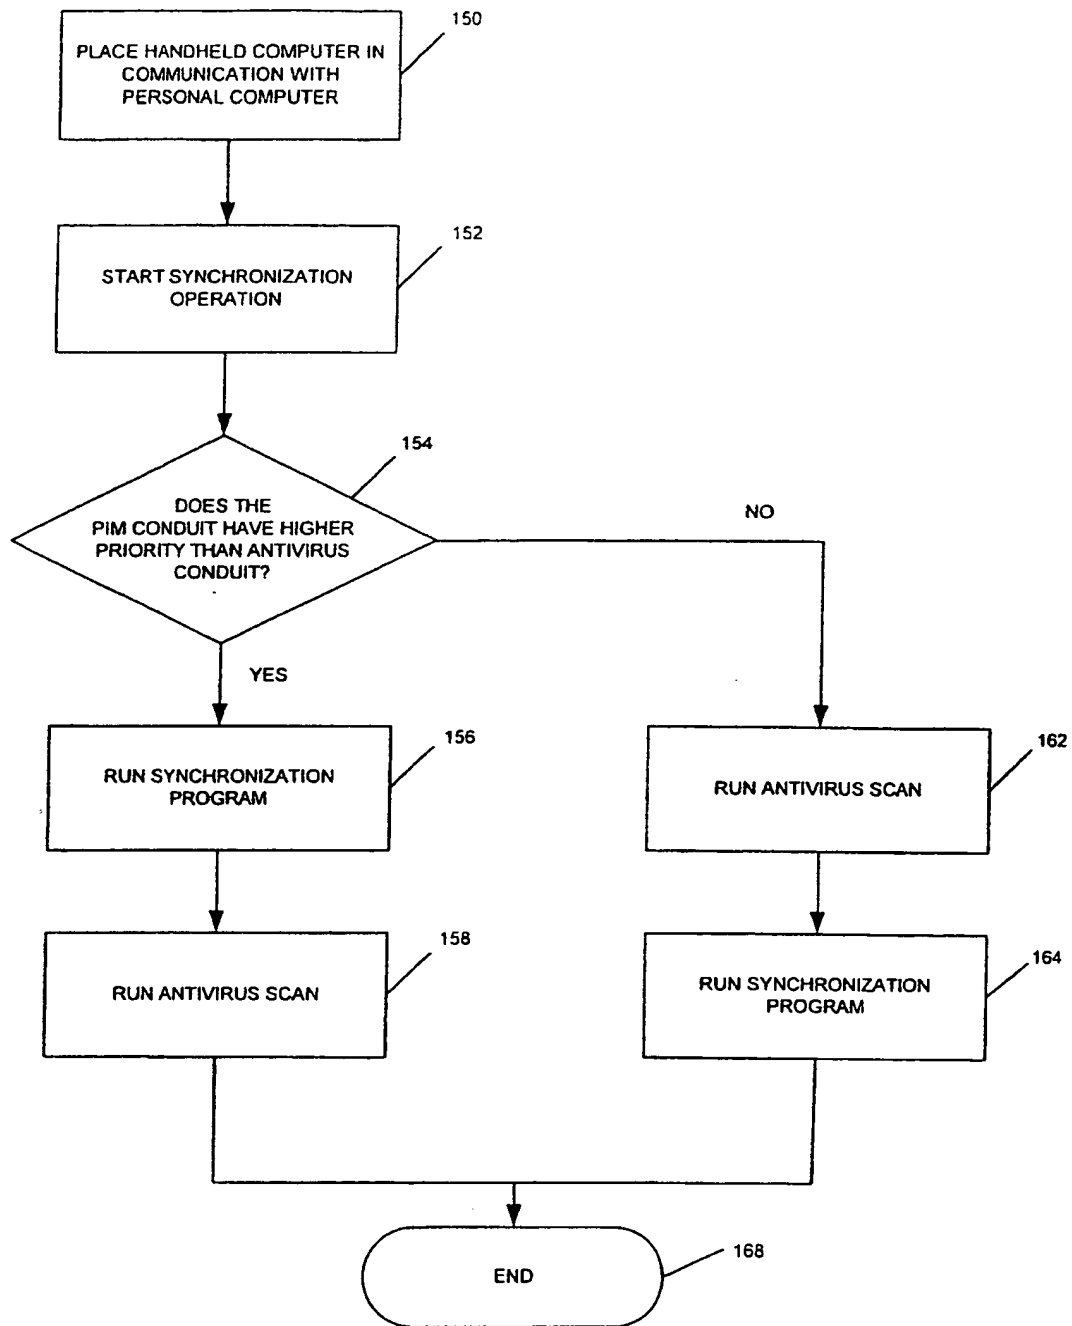 150
PLACE HANDHELD COMPUTER IN
COMMUNICATION WITH
PERSONAL COMPUTER
152
START SYNCHRONIZATION
OPERATION
154
DOES THE
PIM CONDUIT HAVE HIGHER
PRIORITY THAN ANTIVIRUS
CONDUIT?
NO
YES
156
RUN SYNCHRONIZATION
PROGRAM
162
RUN ANTIVIRUS SCAN
158
RUN ANTIVIRUS SCAN
164
RUN SYNCHRONIZATION
PROGRAM
END
168